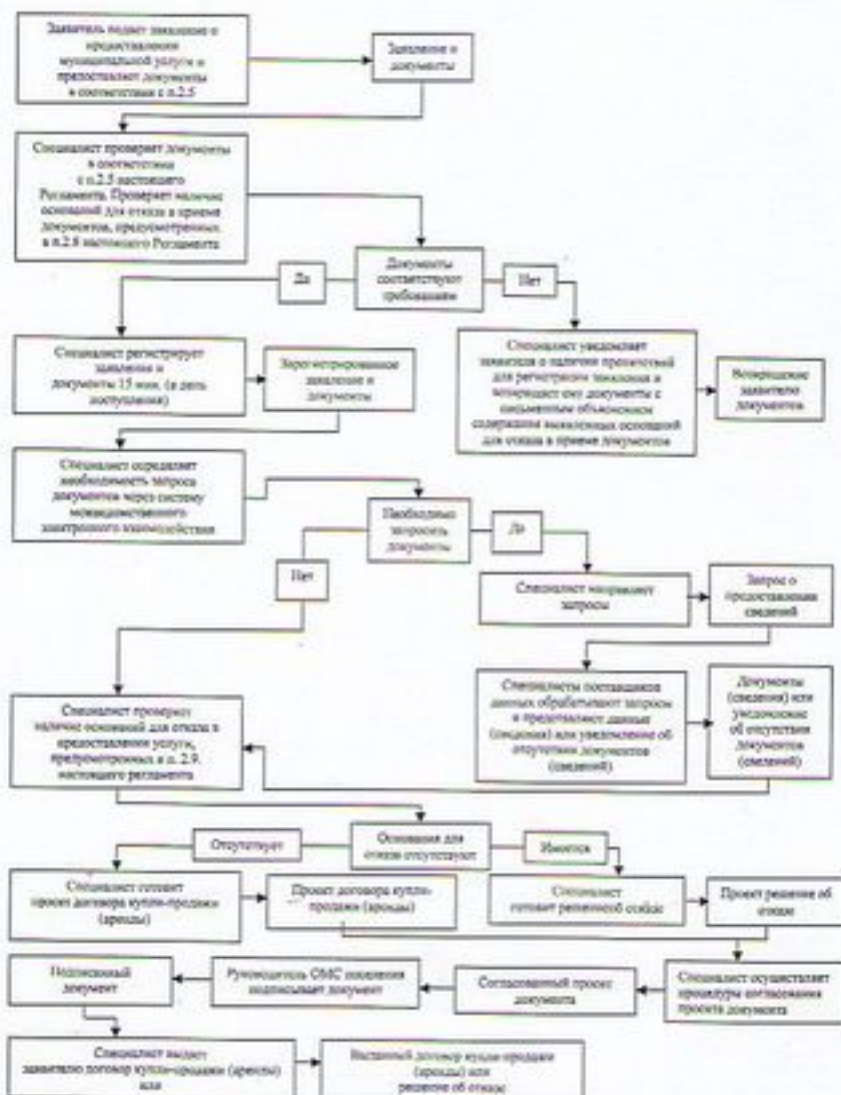 Заявитель подает заявление о
предоставлении
муниципальной услуги и
предоставляет документы
в соответствии с п.2.5
Заявление и
документы
Специалист проверяет документы
в соответствии
с п.2.5 настоящего
Регламента. Проверяет наличие
оснований для отказа в приеме
документов, предусмотренных
в п.2.8 настоящего Регламента
Документы
соответствуют
требованиям
Да
Нет
Специалист регистрирует
заявление и
документы 15 мин. (в день
поступления)
Зарегистрированное
заявление и
документы
Специалист уведомляет
заявителя о наличии препятствий
для регистрации заявления и
возвращает ему документы с
письменным объяснением
содержания выявленных оснований
для отказа в приеме документов
Возвращение
заявителю
документов
Специалист определяет
необходимость запроса
документов через систему
межведомственного
электронного взаимодействия
Необходимо
запросить
документы
Да
Нет
Специалист направляет
запросы
Запрос о
предоставлении
сведений
Специалисты поставщиков
данных обрабатывают запросы
и представляют данные
(сведения) или уведомление об
отсутствии документов
(сведений)
Документы
(сведения) или
уведомление
об отсутствии
документов
(сведений)
Специалист проверяет
наличие оснований для отказа в
предоставлении услуги,
предусмотренных в п. 2.9.
настоящего регламента
Основания для
отказа отсутствуют
Отсутствует
Имеются
Специалист готовит
проект договора купли-продажи
(аренды)
Проект договора купли-
продажи (аренды)
Специалист
готовит решение об отказе
Проект решение об
отказе
Подписанный
документ
Руководитель ОМС поселения
подписывает документ
Согласованный проект
документа
Специалист осуществляет
процедуры согласования
проекта документа
Специалист выдает
заявителю договор купли-продажи (аренды)
или
Выданный договор купли-продажи
(аренды) или
решение об отказе